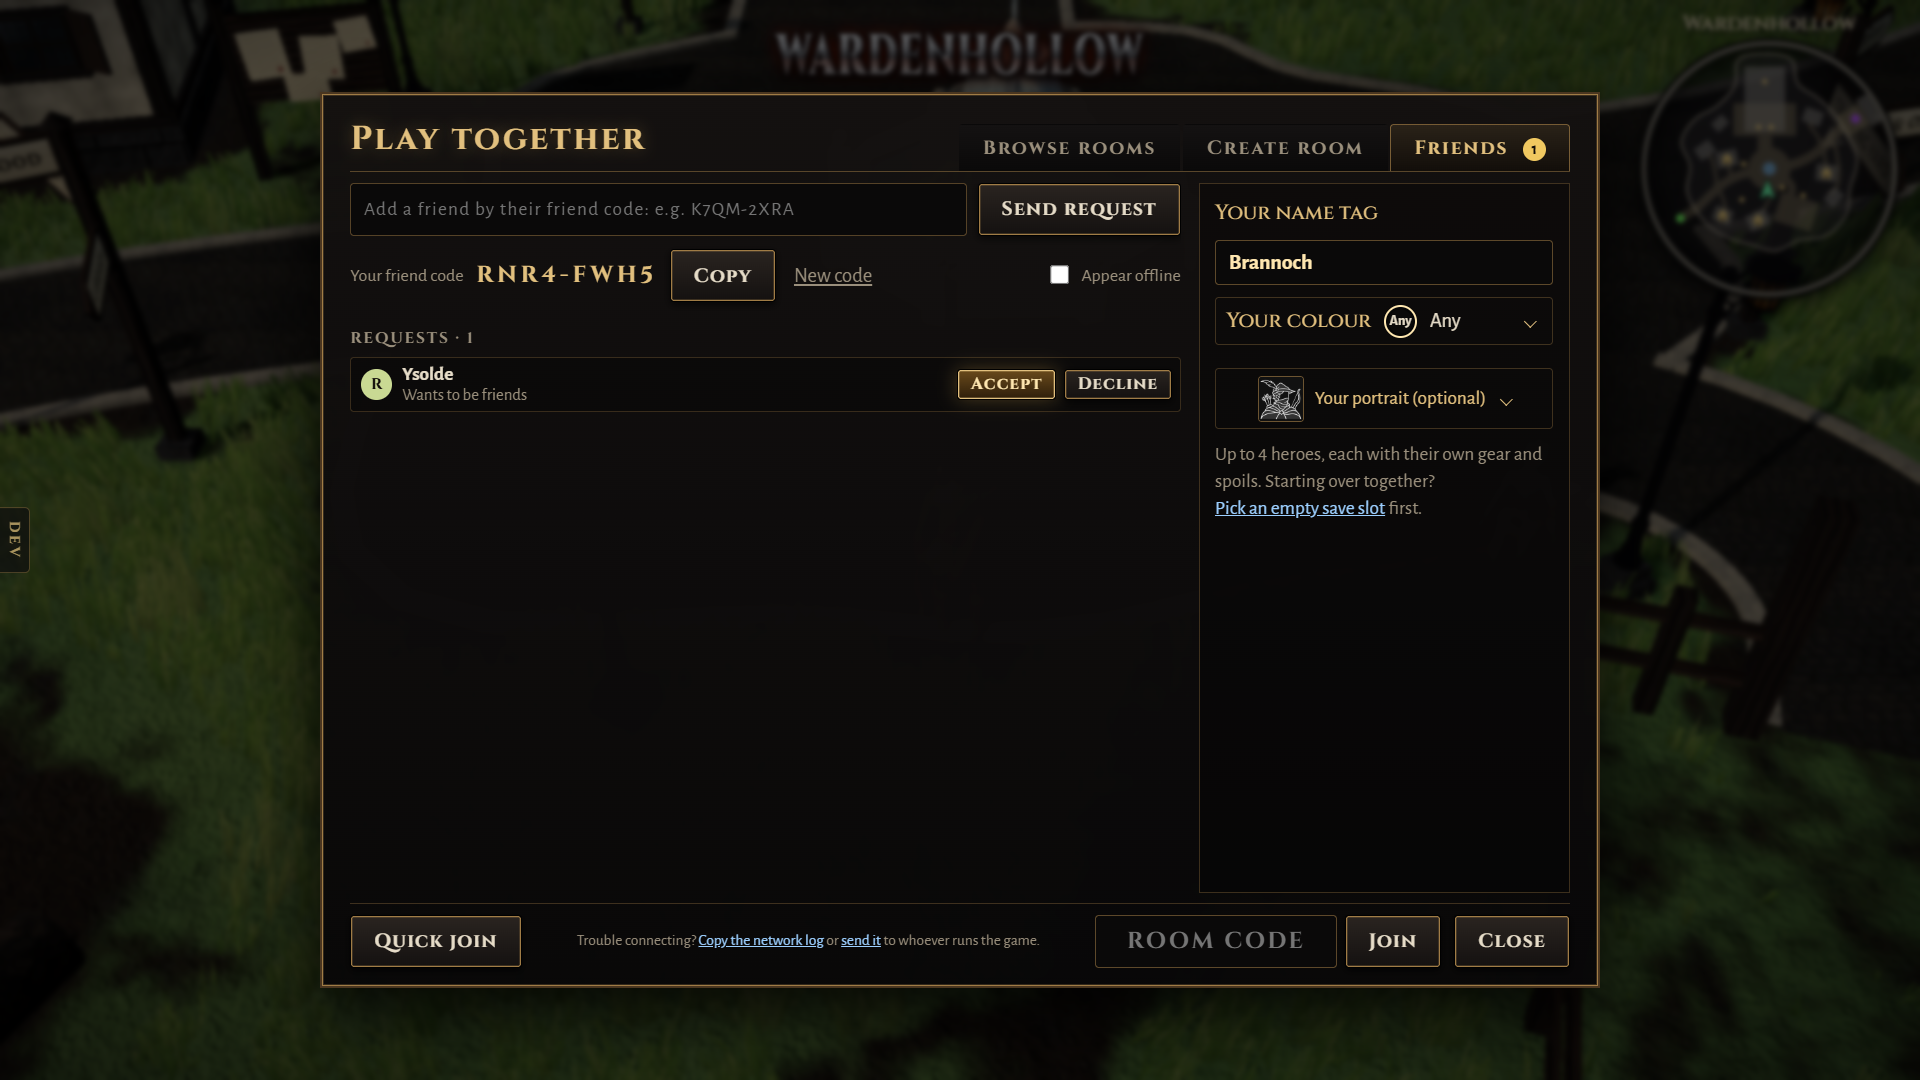 WARDENHOLLOW
WARDENHOLLOW
PLAY TOGETHER
BROWSE ROOMS
CREATE ROOM
FRIENDS 1
Add a friend by their friend code: e.g. K7QM-2XRA
SEND REQUEST
Your friend code RNR4-FWH5 COPY New code
Appear offline
REQUESTS · 1
R
Ysolde
Wants to be friends
ACCEPT
DECLINE
YOUR NAME TAG
Brannoch
YOUR COLOUR Any Any
Your portrait (optional)
Up to 4 heroes, each with their own gear and
spoils. Starting over together?
Pick an empty save slot first.
DEV
QUICK JOIN
Trouble connecting? Copy the network log or send it to whoever runs the game.
ROOM CODE
JOIN
CLOSE